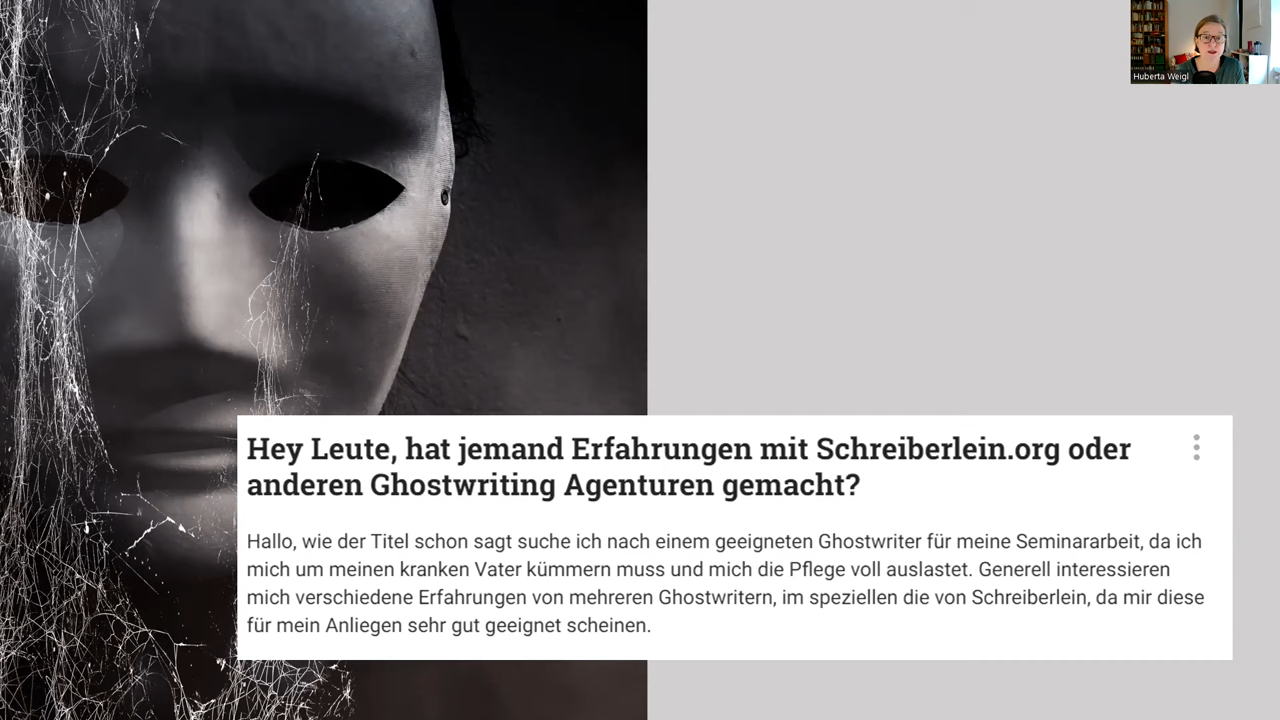 Huberta Weigl
Hey Leute, hat jemand Erfahrungen mit Schreiberlein.org oder
anderen Ghostwriting Agenturen gemacht?
Hallo, wie der Titel schon sagt suche ich nach einem geeigneten Ghostwriter für meine Seminararbeit, da ich
mich um meinen kranken Vater kümmern muss und mich die Pflege voll auslastet. Generell interessieren
mich verschiedene Erfahrungen von mehreren Ghostwritern, im speziellen die von Schreiberlein, da mir diese
für mein Anliegen sehr gut geeignet scheinen.